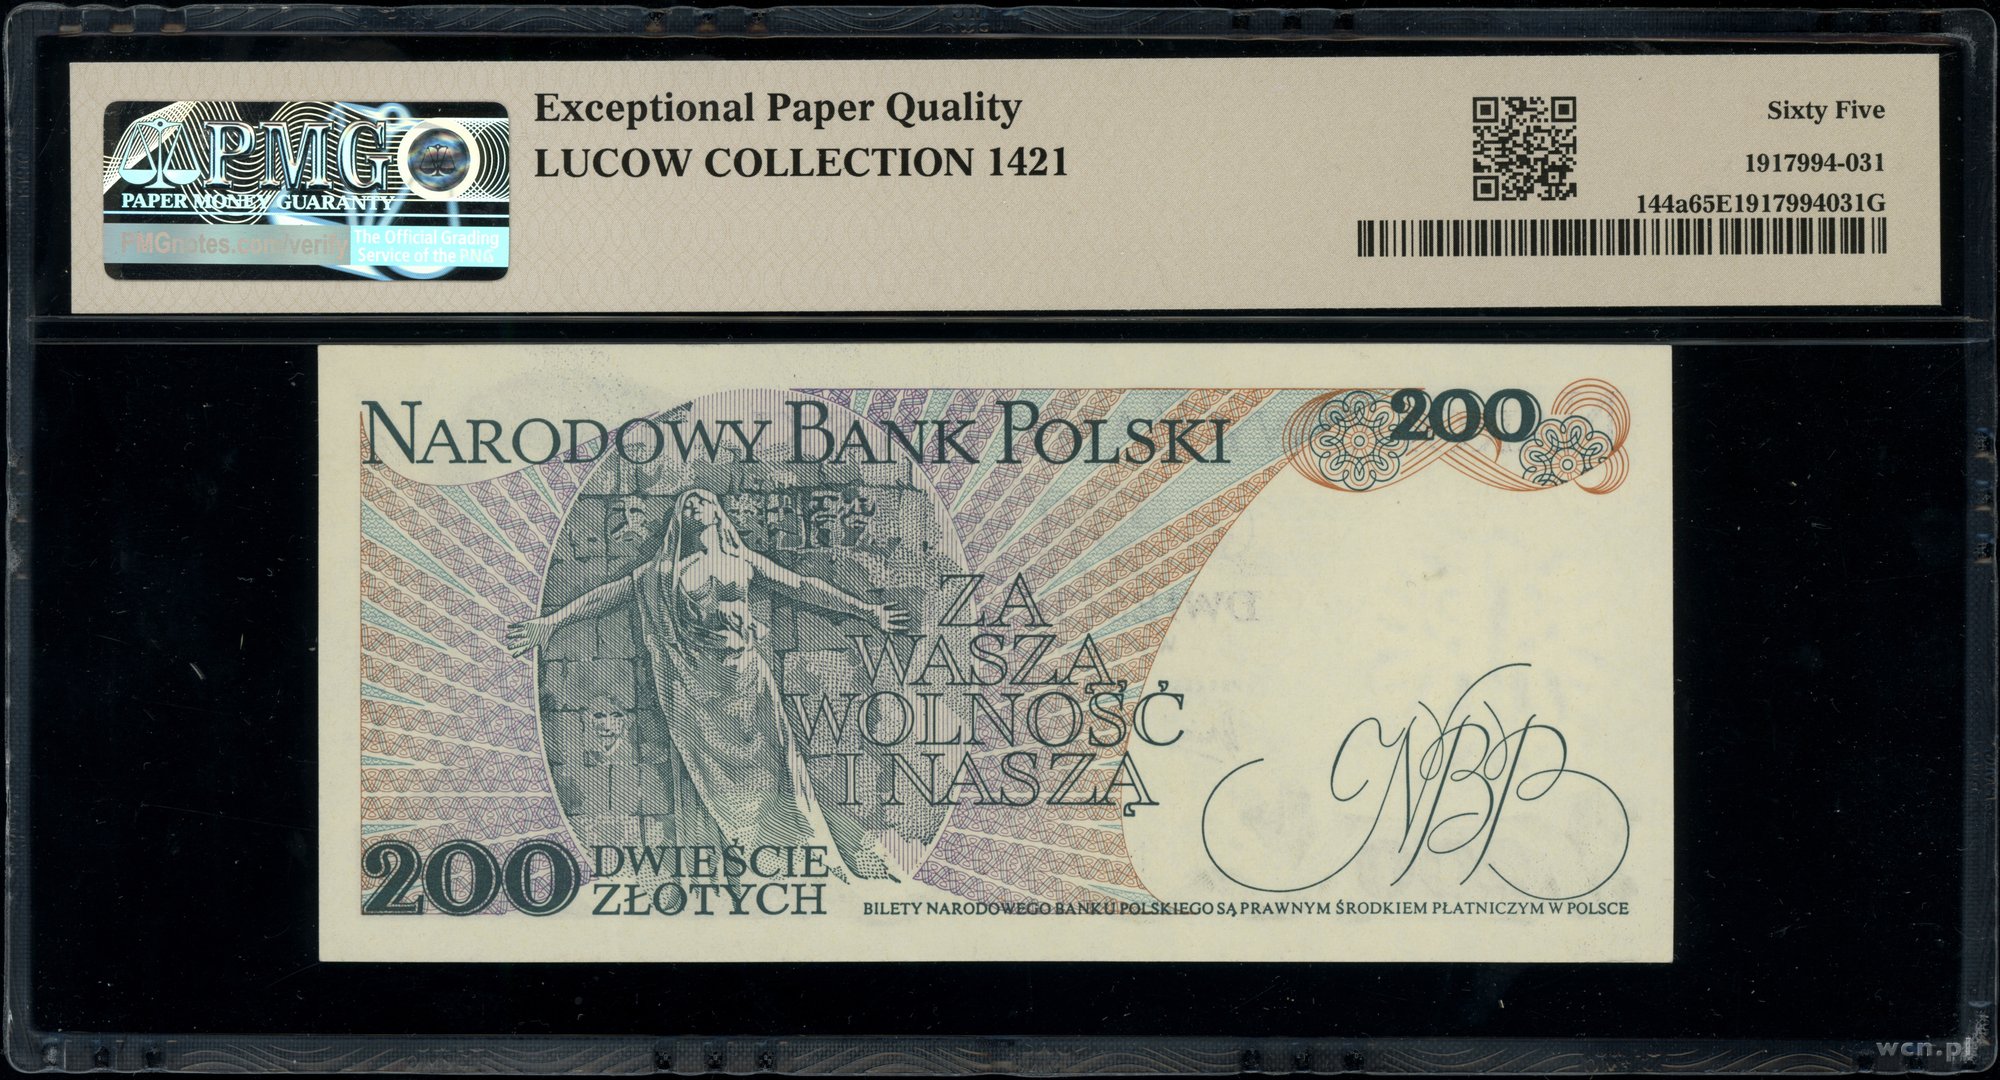 PMG
PAPER MONEY GUARANTY
PMGnotes.com/verify
The Official Grading
Service of the PNG
Exceptional Paper Quality
LUCOW COLLECTION 1421
Sixty Five
1917994-031
144a65E1917994031G
NARODOWY BANK POLSKI
200
ZA
WASZĄ
WOLNOŚĆ
I NASZĄ
NBP
200
DWIEŚCIE
ZŁOTYCH
BILETY NARODOWEGO BANKU POLSKIEGO SĄ PRAWNYM ŚRODKIEM PŁATNICZYM W POLSCE
wcn.pl